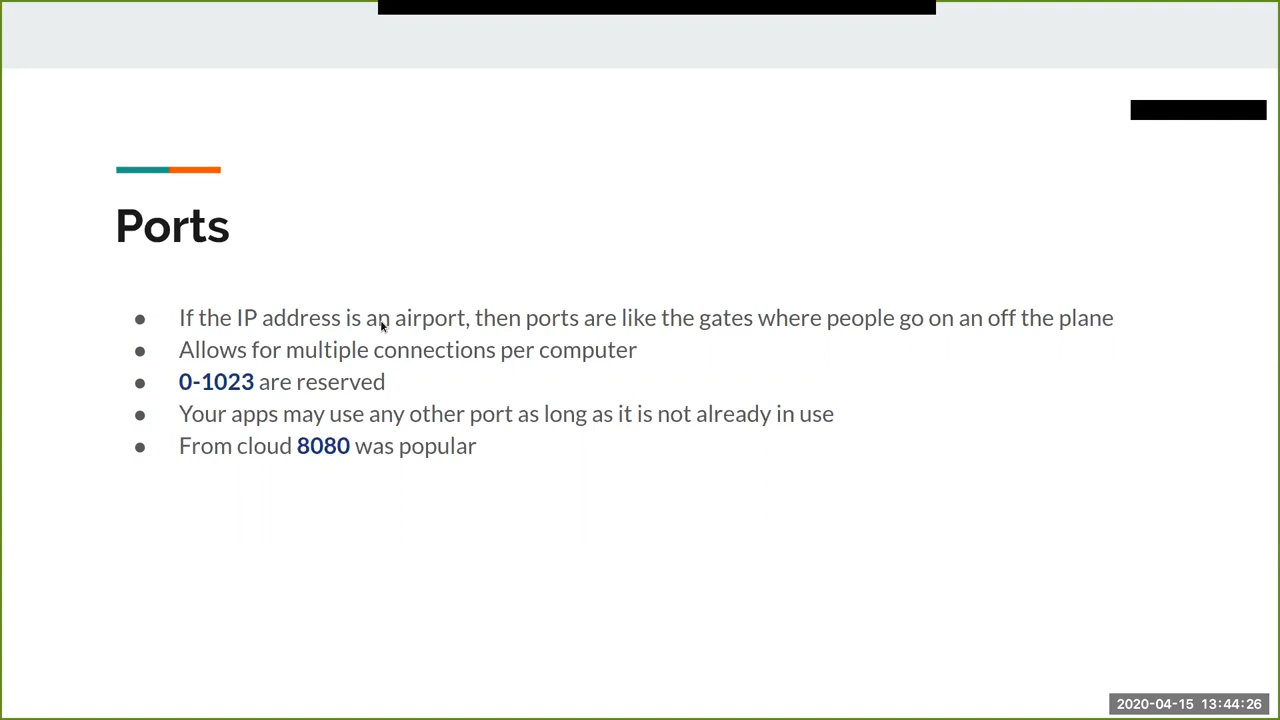 Ports
● If the IP address is an airport, then ports are like the gates where people go on an off the plane
● Allows for multiple connections per computer
● 0-1023 are reserved
● Your apps may use any other port as long as it is not already in use
● From cloud 8080 was popular
2020-04-15 13:44:26